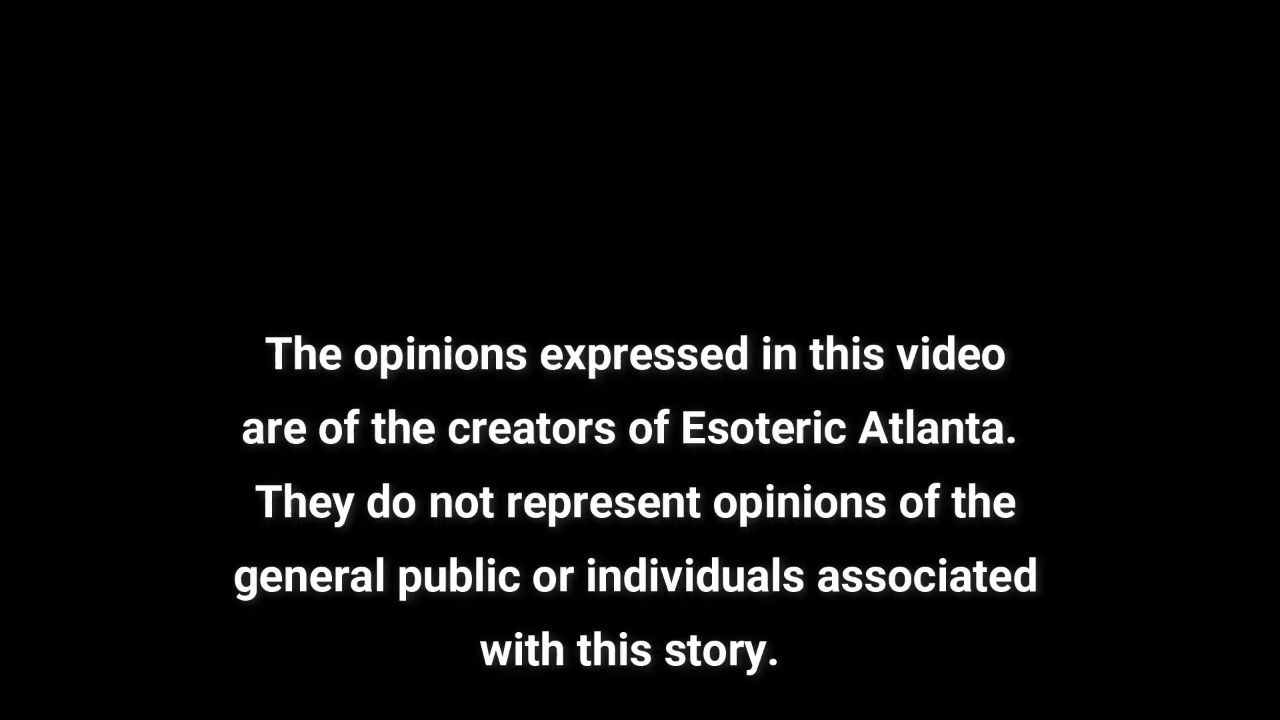 The opinions expressed in this video
are of the creators of Esoteric Atlanta.
They do not represent opinions of the
general public or individuals associated
with this story.